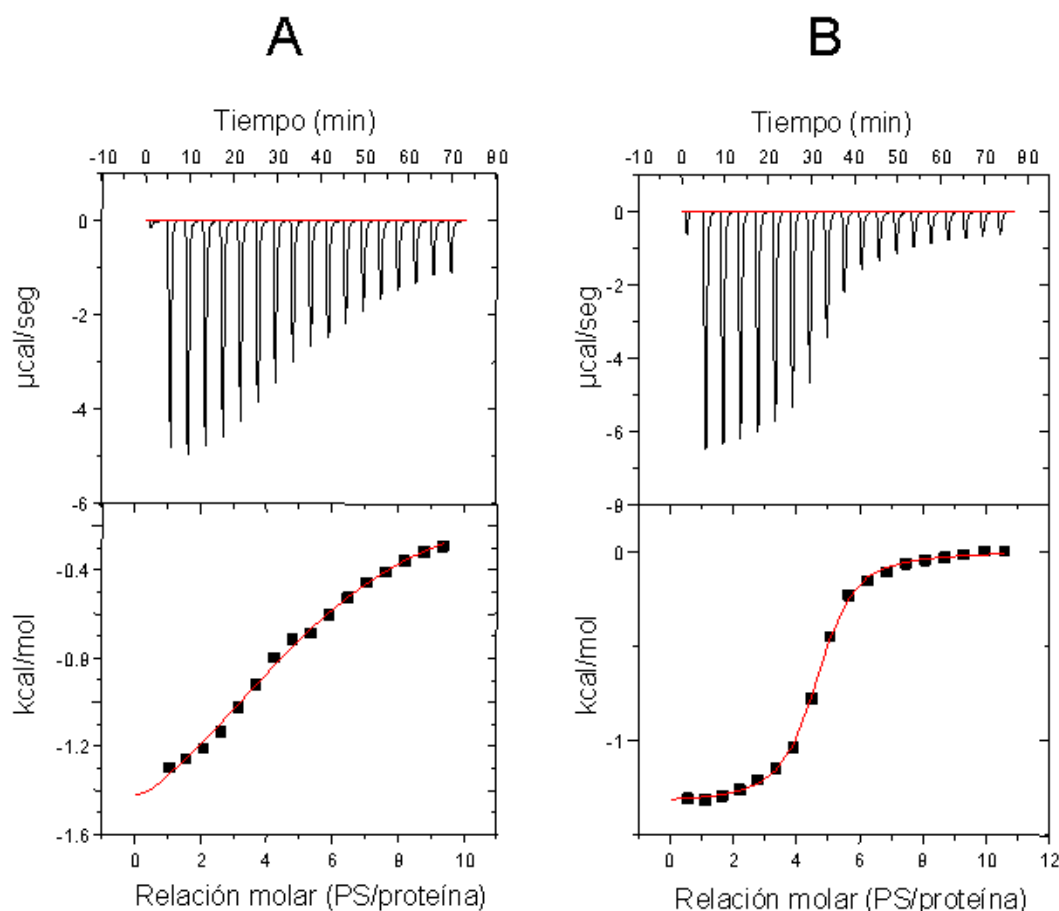 A
B
Tiempo (min)
-10 0 10 20 30 40 50 60 70 80
0
-2
-4
-6
µcal/seg
-0.4
-0.8
-1.2
-1.6
kcal/mol
0 2 4 6 8 10
Relación molar (PS/proteína)
Tiempo (min)
-10 0 10 20 30 40 50 60 70 80
0
-2
-4
-6
-8
µcal/seg
0
-1
kcal/mol
0 2 4 6 8 10 12
Relación molar (PS/proteína)